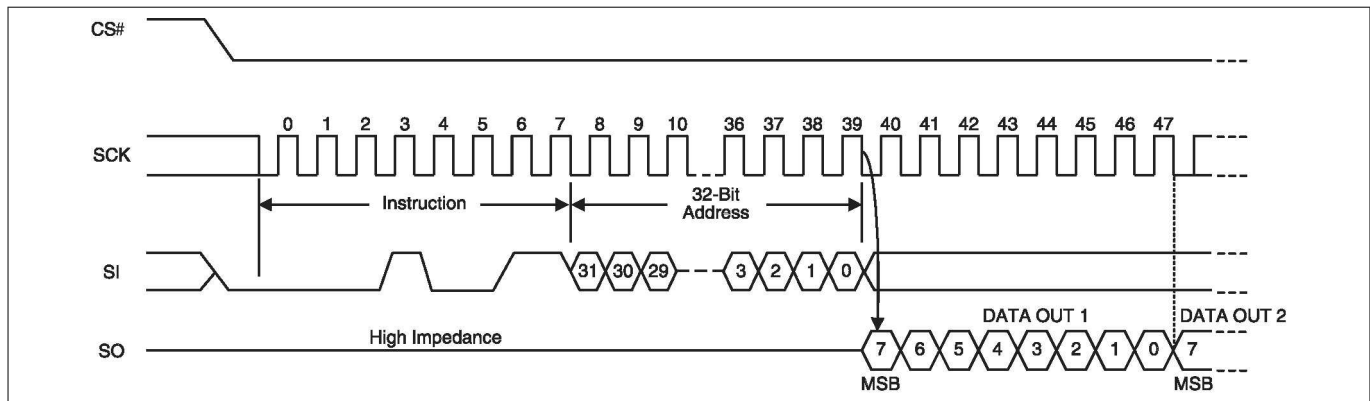 CS#
0 1 2 3 4 5 6 7 8 9 10 36 37 38 39 40 41 42 43 44 45 46 47
SCK
Instruction
32-Bit
Address
SI
31 30 29 3 2 1 0
DATA OUT 1 DATA OUT 2
High Impedance
SO
7 6 5 4 3 2 1 0 7
MSB MSB